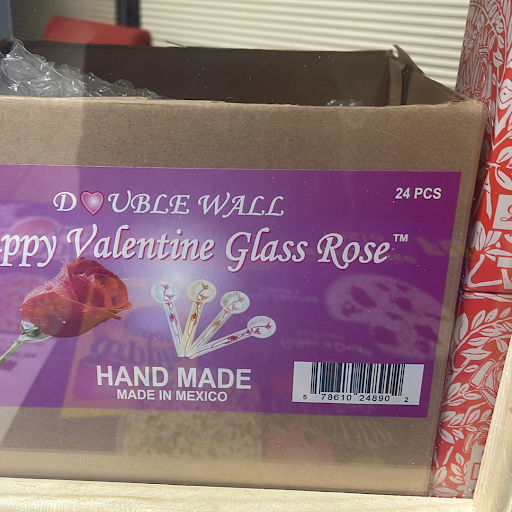 D♥UBLE WALL
24 PCS
ppy Valentine Glass Rose™
HAND MADE
MADE IN MEXICO
5 78610 24890 2